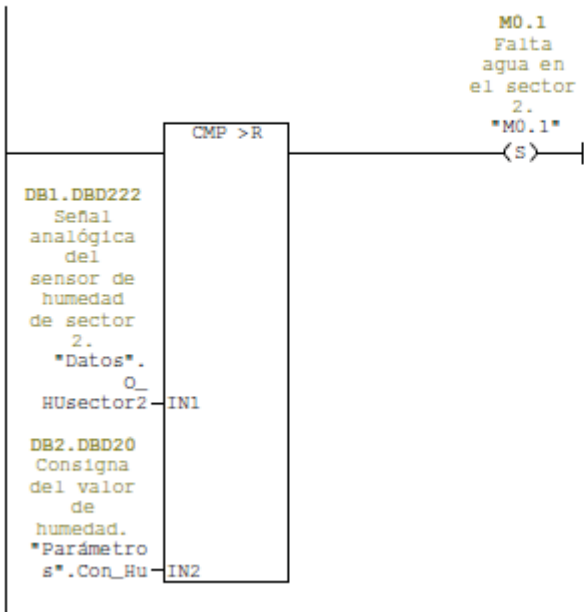 M0.1
Falta
agua en
el sector
2.
"M0.1"
CMP >R
(S)
DB1.DBD222
Señal
analógica
del
sensor de
humedad
de sector
2.
"Datos".
O_
HUsector2
IN1
DB2.DBD20
Consigna
del valor
de
humedad.
"Parámetro
s".Con_Hu
IN2